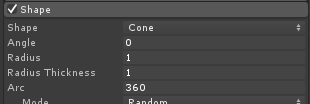 Shape
Shape Cone
Angle 0
Radius 1
Radius Thickness 1
Arc 360
Mode Random